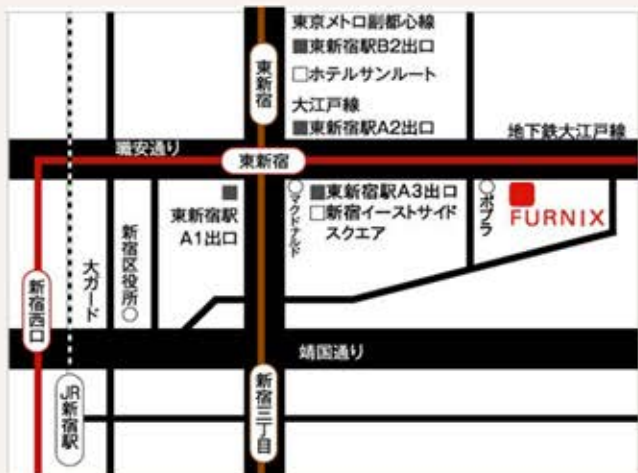 東京メトロ副都心線
■東新宿駅B2出口
□ホテルサンルート
大江戸線
■東新宿駅A2出口
東新宿
地下鉄大江戸線
職安通り
東新宿
東新宿駅
A1出口
○マクドナルド
■東新宿駅A3出口
□新宿イーストサイド
スクエア
○ポプラ
FURNIX
新宿区役所○
大ガード
新宿西口
靖国通り
JR新宿駅
新宿三丁目